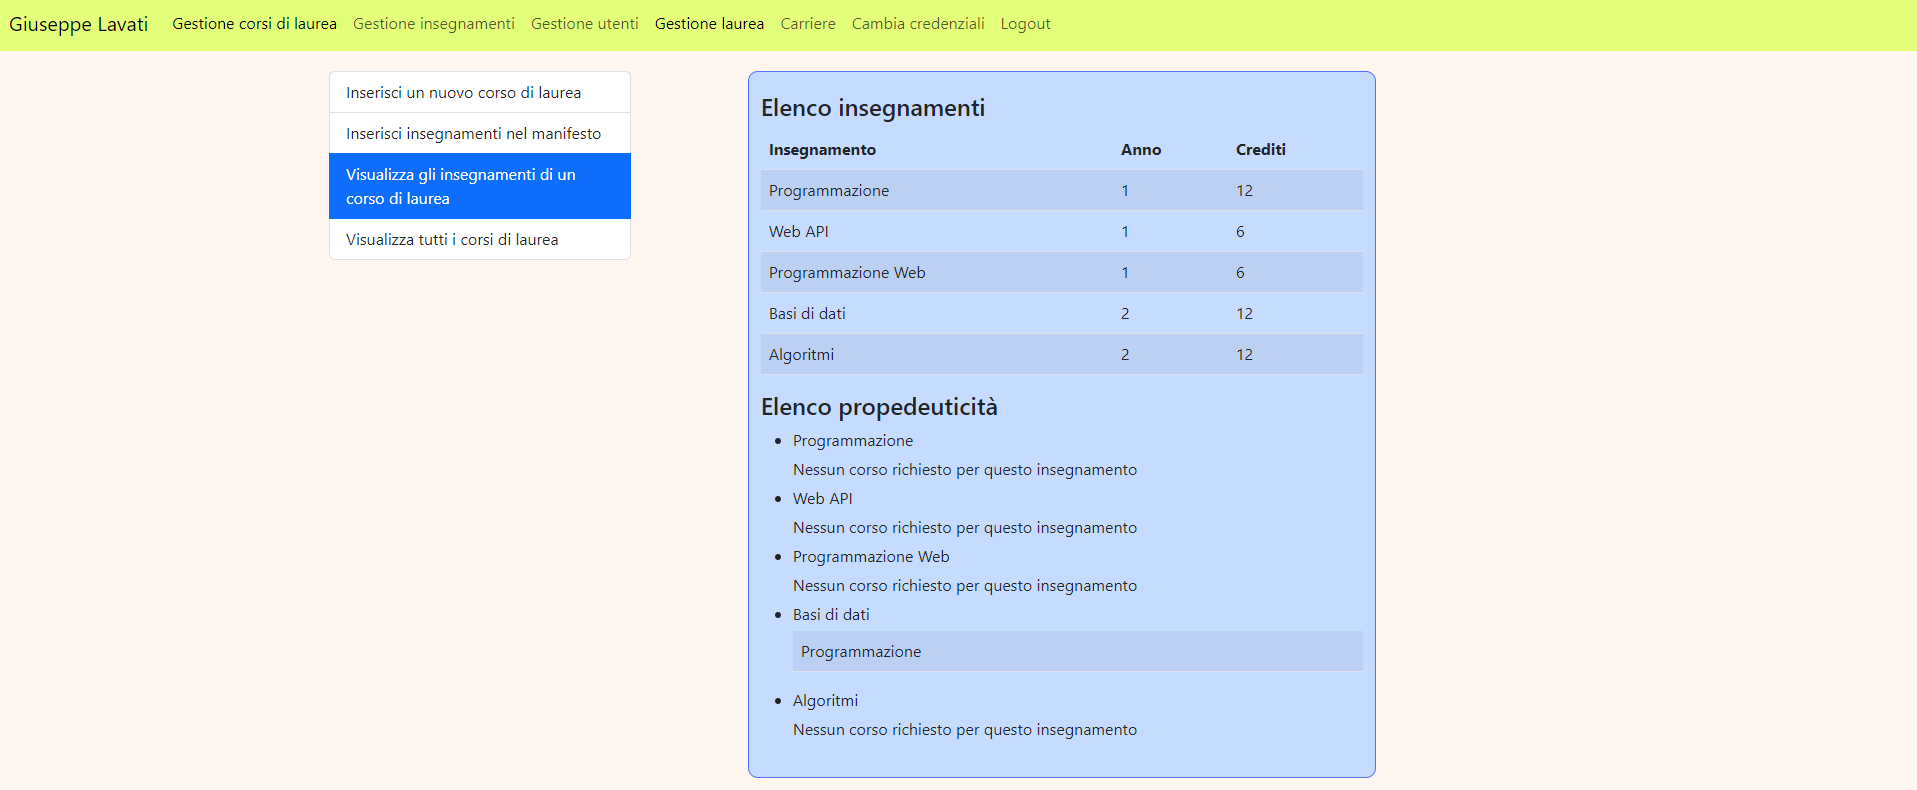 Giuseppe Lavati Gestione corsi di laurea Gestione insegnamenti Gestione utenti Gestione laurea Carriere Cambia credenziali Logout
Inserisci un nuovo corso di laurea
Inserisci insegnamenti nel manifesto
Visualizza gli insegnamenti di un
corso di laurea
Visualizza tutti i corsi di laurea
Elenco insegnamenti
Insegnamento Anno Crediti
Programmazione 1 12
Web API 1 6
Programmazione Web 1 6
Basi di dati 2 12
Algoritmi 2 12
Elenco propedeuticità
Programmazione
Nessun corso richiesto per questo insegnamento
Web API
Nessun corso richiesto per questo insegnamento
Programmazione Web
Nessun corso richiesto per questo insegnamento
Basi di dati
Programmazione
Algoritmi
Nessun corso richiesto per questo insegnamento